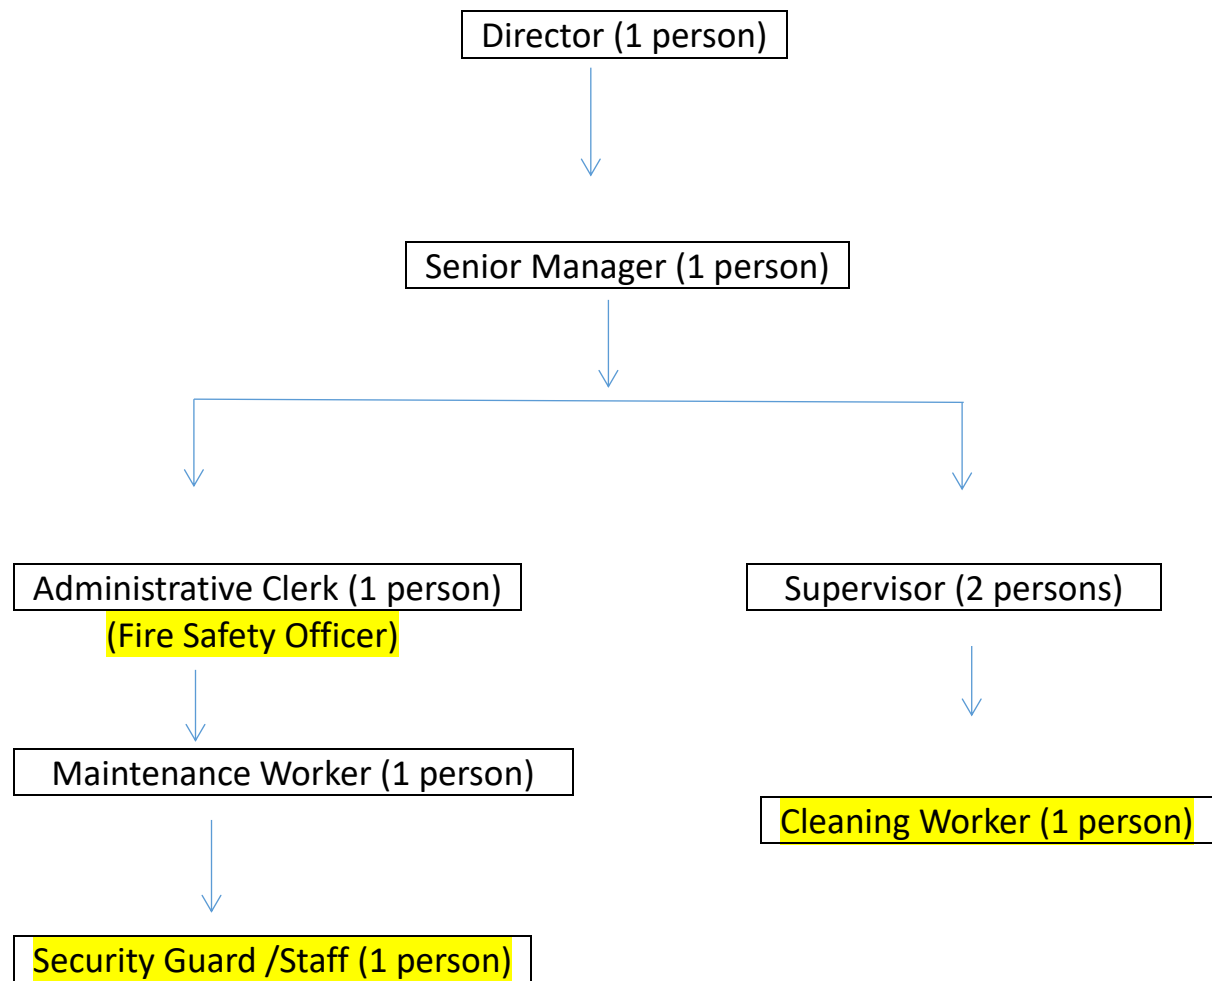 Director (1 person)
Senior Manager (1 person)
Administrative Clerk (1 person)
(Fire Safety Officer)
Supervisor (2 persons)
Maintenance Worker (1 person)
Cleaning Worker (1 person)
Security Guard /Staff (1 person)